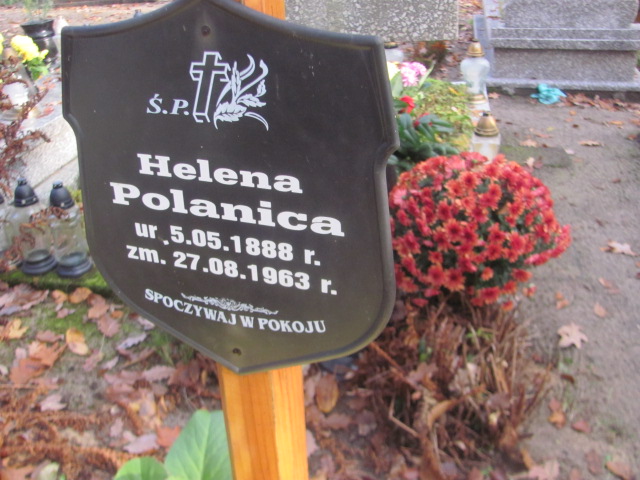 Ś.P.
Helena
Polanica
ur. 5.05.1888 r.
zm. 27.08.1963 r.
SPOCZYWAJ W POKOJU